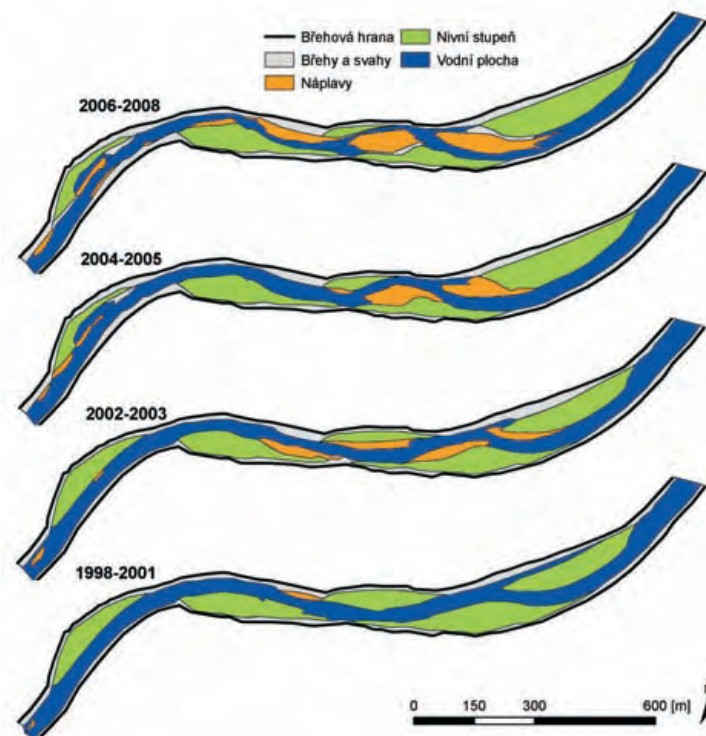 Břehová hrana
Nivní stupeň
Břehy a svahy
Vodní plocha
Náplavy
2006-2008
2004-2005
2002-2003
1998-2001
0 150 300 600 [m]